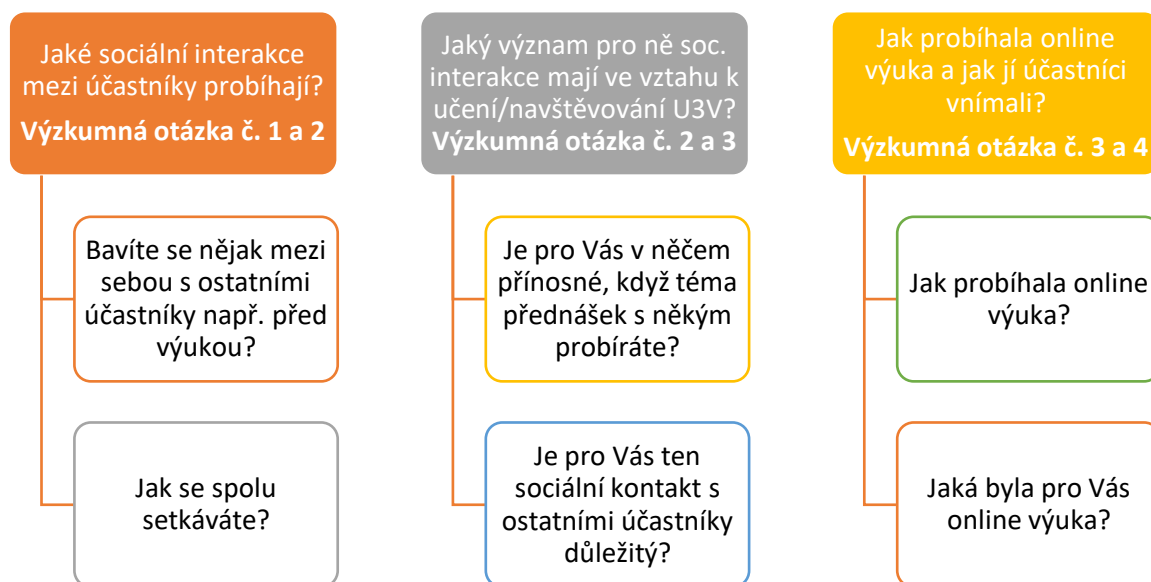 Jaké sociální interakce
mezi účastníky probíhají?
Výzkumná otázka č. 1 a 2
Bavíte se nějak mezi
sebou s ostatními
účastníky např. před
výukou?
Jak se spolu
setkáváte?
Jaký význam pro ně soc.
interakce mají ve vztahu k
učení/navštěvování U3V?
Výzkumná otázka č. 2 a 3
Je pro Vás v něčem
přínosné, když téma
přednášek s někým
probíráte?
Je pro Vás ten
sociální kontakt s
ostatními účastníky
důležitý?
Jak probíhala online
výuka a jak jí účastníci
vnímali?
Výzkumná otázka č. 3 a 4
Jak probíhala online
výuka?
Jaká byla pro Vás
online výuka?